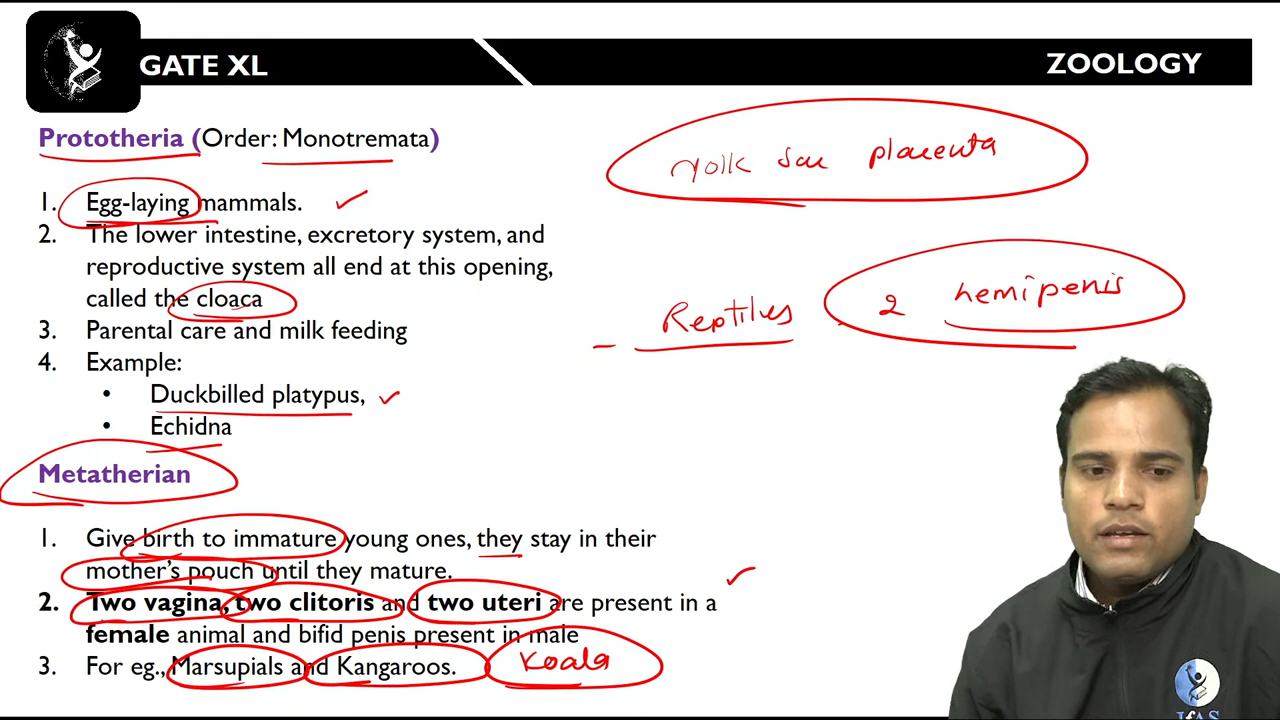 GATE XL
ZOOLOGY
Prototheria (Order: Monotremata)
1. Egg-laying mammals.
2. The lower intestine, excretory system, and
reproductive system all end at this opening,
called the cloaca
3. Parental care and milk feeding
4. Example:
• Duckbilled platypus,
• Echidna
Metatherian
1. Give birth to immature young ones, they stay in their
mother's pouch until they mature.
2. Two vagina, two clitoris and two uteri are present in a
female animal and bifid penis present in male
3. For eg., Marsupials and Kangaroos. Koala
yolk sac placenta
Reptiles 2 hemipenis
IFAS